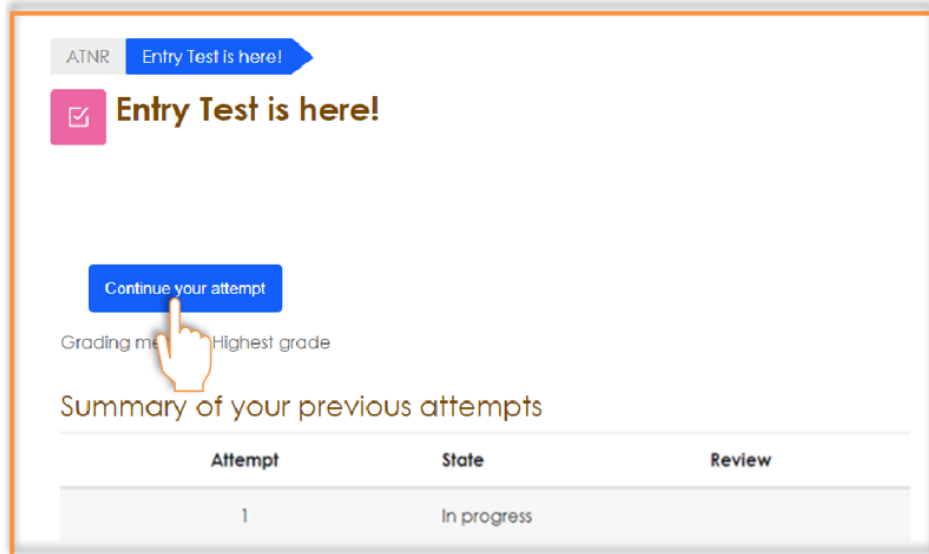 ATNR Entry Test is here!
Entry Test is here!
Continue your attempt
Grading me Highest grade
Summary of your previous attempts
Attempt State Review
1 In progress